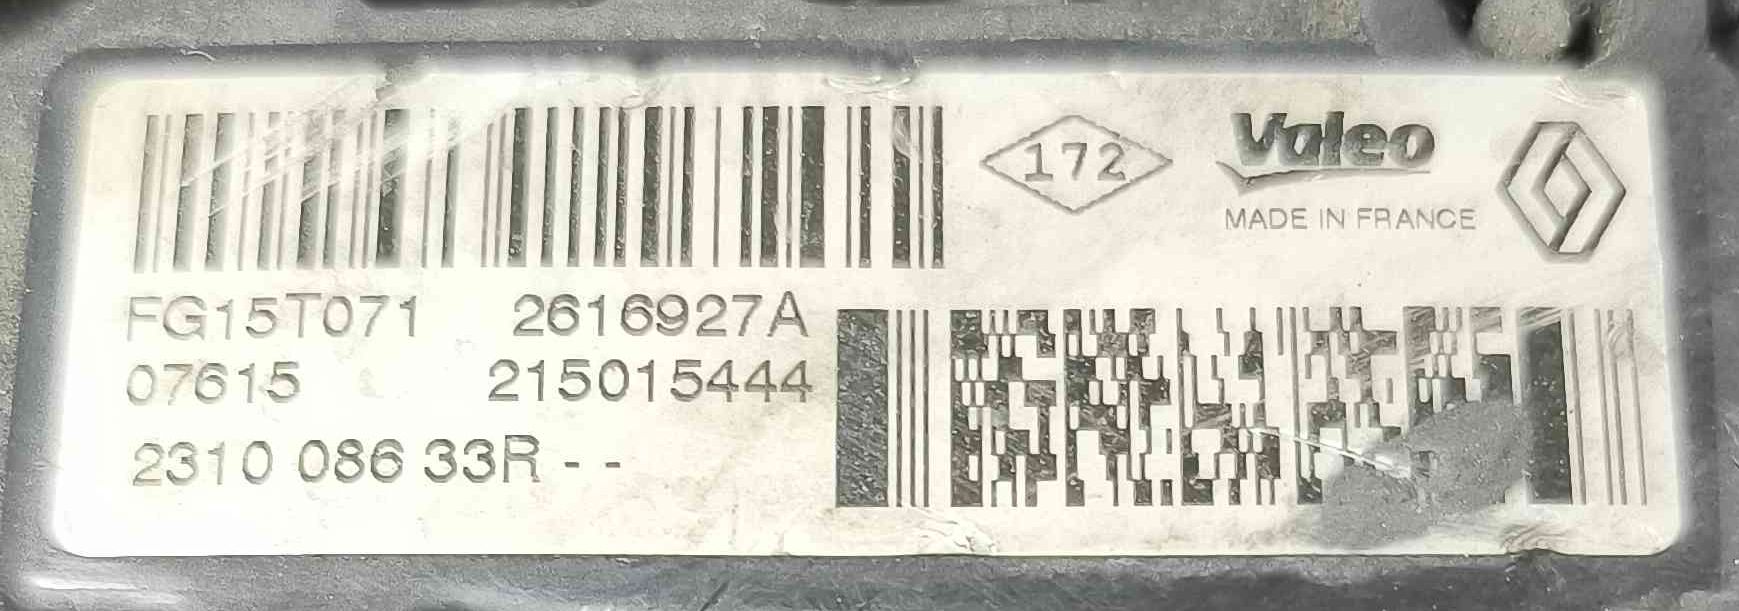 172
Valeo
MADE IN FRANCE
FG15T071 2616927A
07615 215015444
2310 086 33R - -